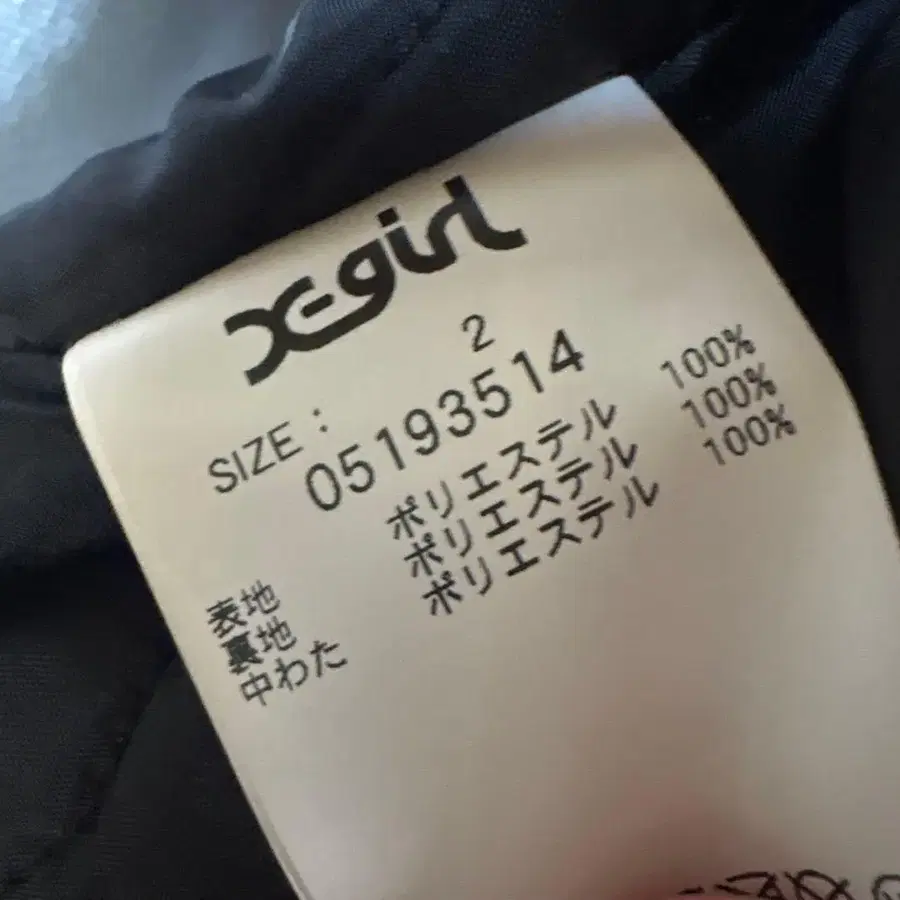 X-girl
SIZE: 2
05193514
表地 ポリエステル 100%
裏地 ポリエステル 100%
中わた ポリエステル 100%